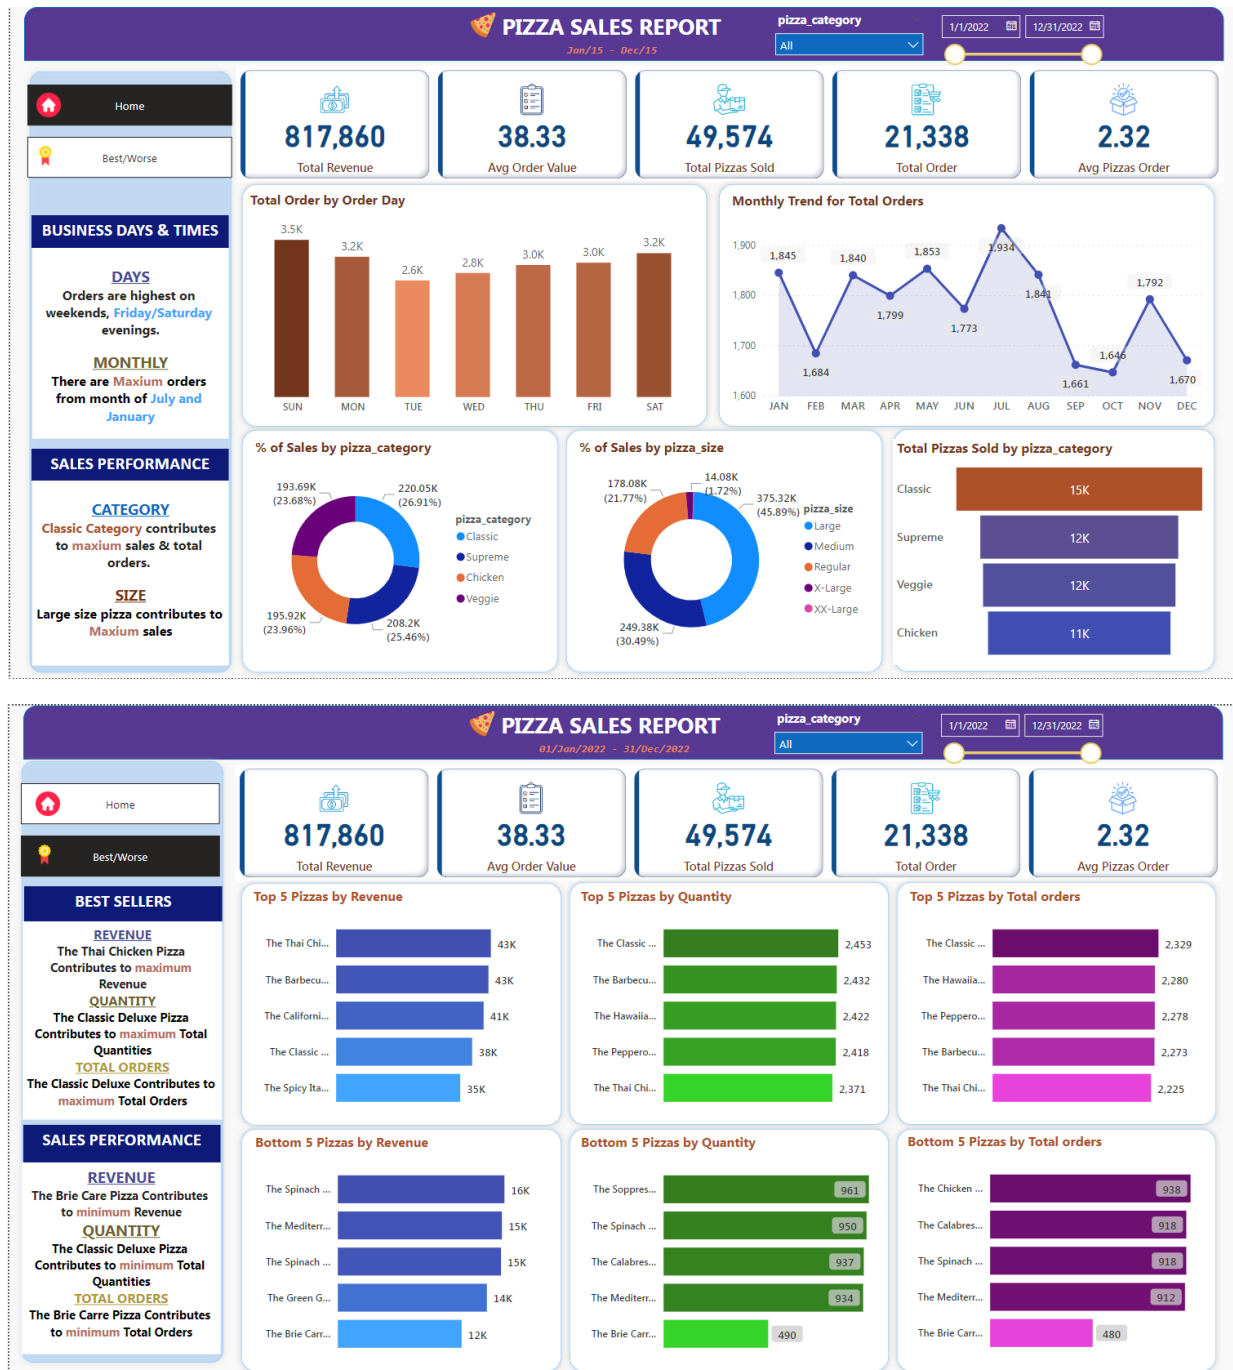 PIZZA SALES REPORT
Jan/15 - Dec/15
pizza_category
All
1/1/2022
12/31/2022
Home
Best/Worse
817,860
Total Revenue
38.33
Avg Order Value
49,574
Total Pizzas Sold
21,338
Total Order
2.32
Avg Pizzas Order
BUSINESS DAYS & TIMES
DAYS
Orders are highest on
weekends, Friday/Saturday
evenings.
MONTHLY
There are Maxium orders
from month of July and
January
SALES PERFORMANCE
CATEGORY
Classic Category contributes
to maxium sales & total
orders.
SIZE
Large size pizza contributes to
Maxium sales
Total Order by Order Day
3.5K
3.2K
2.6K
2.8K
3.0K
3.0K
3.2K
SUN MON TUE WED THU FRI SAT
Monthly Trend for Total Orders
1,900
1,800
1,700
1,600
1,845
1,684
1,840
1,799
1,853
1,773
1,934
1,841
1,661
1,646
1,792
1,670
JAN FEB MAR APR MAY JUN JUL AUG SEP OCT NOV DEC
% of Sales by pizza_category
193.69K
(23.68%)
220.05K
(26.91%)
195.92K
(23.96%)
208.2K
(25.46%)
pizza_category
Classic
Supreme
Chicken
Veggie
% of Sales by pizza_size
178.08K
(21.77%)
14.08K
(1.72%)
375.32K
(45.89%)
249.38K
(30.49%)
pizza_size
Large
Medium
Regular
X-Large
XX-Large
Total Pizzas Sold by pizza_category
Classic 15K
Supreme 12K
Veggie 12K
Chicken 11K
PIZZA SALES REPORT
01/Jan/2022 - 31/Dec/2022
pizza_category
All
1/1/2022
12/31/2022
Home
Best/Worse
817,860
Total Revenue
38.33
Avg Order Value
49,574
Total Pizzas Sold
21,338
Total Order
2.32
Avg Pizzas Order
BEST SELLERS
REVENUE
The Thai Chicken Pizza
Contributes to maximum
Revenue
QUANTITY
The Classic Deluxe Pizza
Contributes to maximum Total
Quantities
TOTAL ORDERS
The Classic Deluxe Contributes to
maximum Total Orders
SALES PERFORMANCE
REVENUE
The Brie Care Pizza Contributes
to minimum Revenue
QUANTITY
The Classic Deluxe Pizza
Contributes to minimum Total
Quantities
TOTAL ORDERS
The Brie Carre Pizza Contributes
to minimum Total Orders
Top 5 Pizzas by Revenue
The Thai Chi... 43K
The Barbecu... 43K
The Californi... 41K
The Classic ... 38K
The Spicy Ita... 35K
Top 5 Pizzas by Quantity
The Classic ... 2,453
The Barbecu... 2,432
The Hawaiia... 2,422
The Peppero... 2,418
The Thai Chi... 2,371
Top 5 Pizzas by Total orders
The Classic ... 2,329
The Hawaiia... 2,280
The Peppero... 2,278
The Barbecu... 2,273
The Thai Chi... 2,225
Bottom 5 Pizzas by Revenue
The Spinach ... 16K
The Mediterr... 15K
The Spinach ... 15K
The Green G... 14K
The Brie Carr... 12K
Bottom 5 Pizzas by Quantity
The Soppres... 961
The Spinach ... 950
The Calabres... 937
The Mediterr... 934
The Brie Carr... 490
Bottom 5 Pizzas by Total orders
The Chicken ... 938
The Calabres... 918
The Spinach ... 918
The Mediterr... 912
The Brie Carr... 480